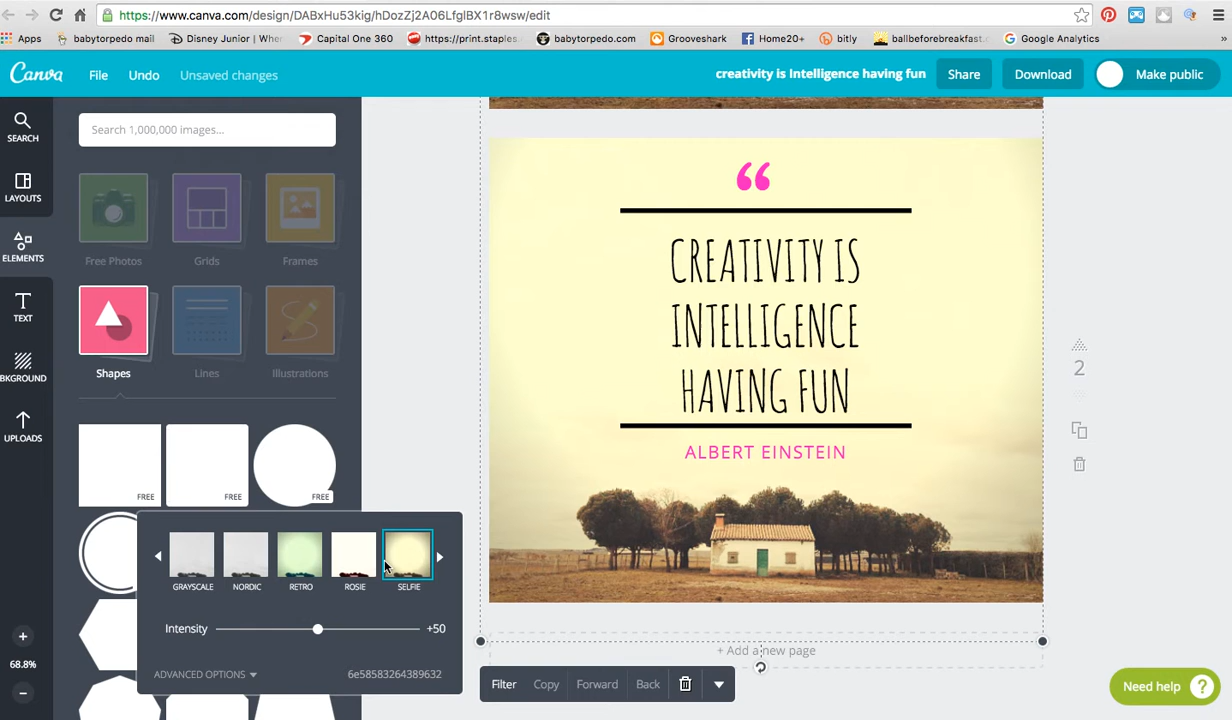 https://www.canva.com/design/DABxHu53kig/hDozZj2A06LfglBX1r8wsw/edit
Apps babytorpedo mail Disney Junior | Wher Capital One 360 https://print.staples. babytorpedo.com Grooveshark Home20+ bitly ballbeforebreakfast. Google Analytics »
Canva File Undo Unsaved changes creativity is Intelligence having fun Share Download Make public
SEARCH
LAYOUTS
ELEMENTS
TEXT
BKGROUND
UPLOADS
68.8%
Search 1,000,000 images...
Free Photos Grids Frames
Shapes Lines Illustrations
FREE FREE FREE
GRAYSCALE NORDIC RETRO ROSIE SELFIE
Intensity +50
ADVANCED OPTIONS 6e58583264389632
“
CREATIVITY IS
INTELLIGENCE
HAVING FUN
ALBERT EINSTEIN
2
+ Add a new page
Filter Copy Forward Back
Need help ?